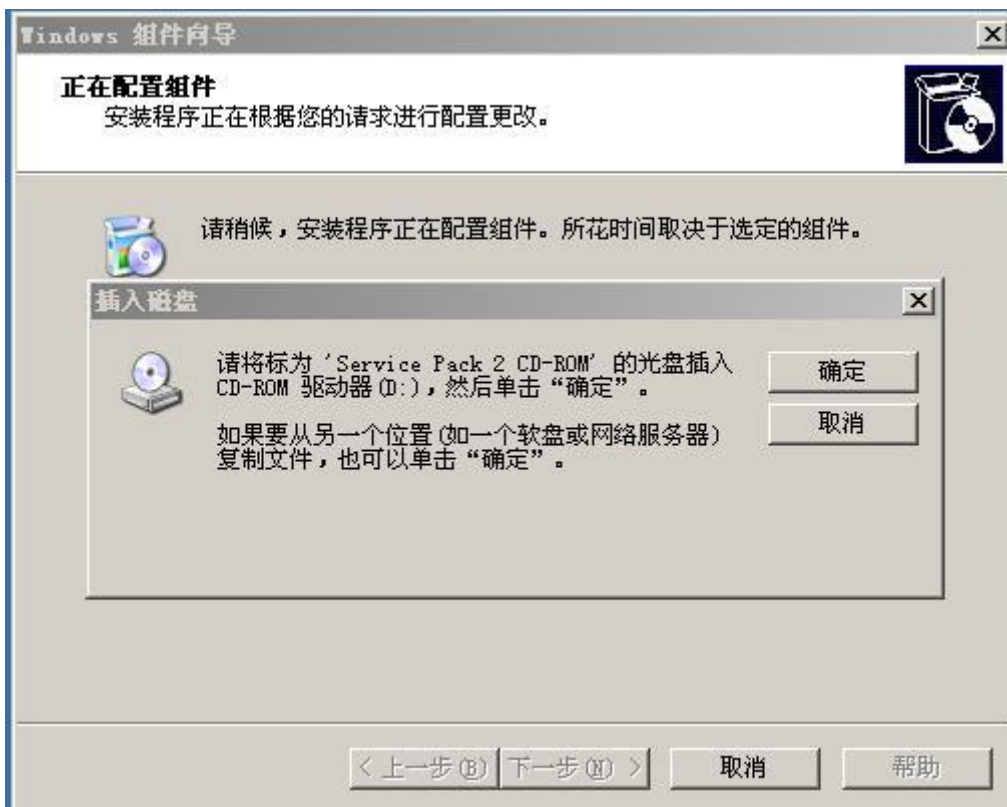 Windows 组件向导
正在配置组件
安装程序正在根据您的请求进行配置更改。
请稍候，安装程序正在配置组件。所花时间取决于选定的组件。
插入磁盘
请将标为 'Service Pack 2 CD-ROM' 的光盘插入
CD-ROM 驱动器(D:)，然后单击“确定”。
确定
如果要从另一个位置(如一个软盘或网络服务器)
复制文件，也可以单击“确定”。
取消
< 上一步(B)
下一步(N) >
取消
帮助